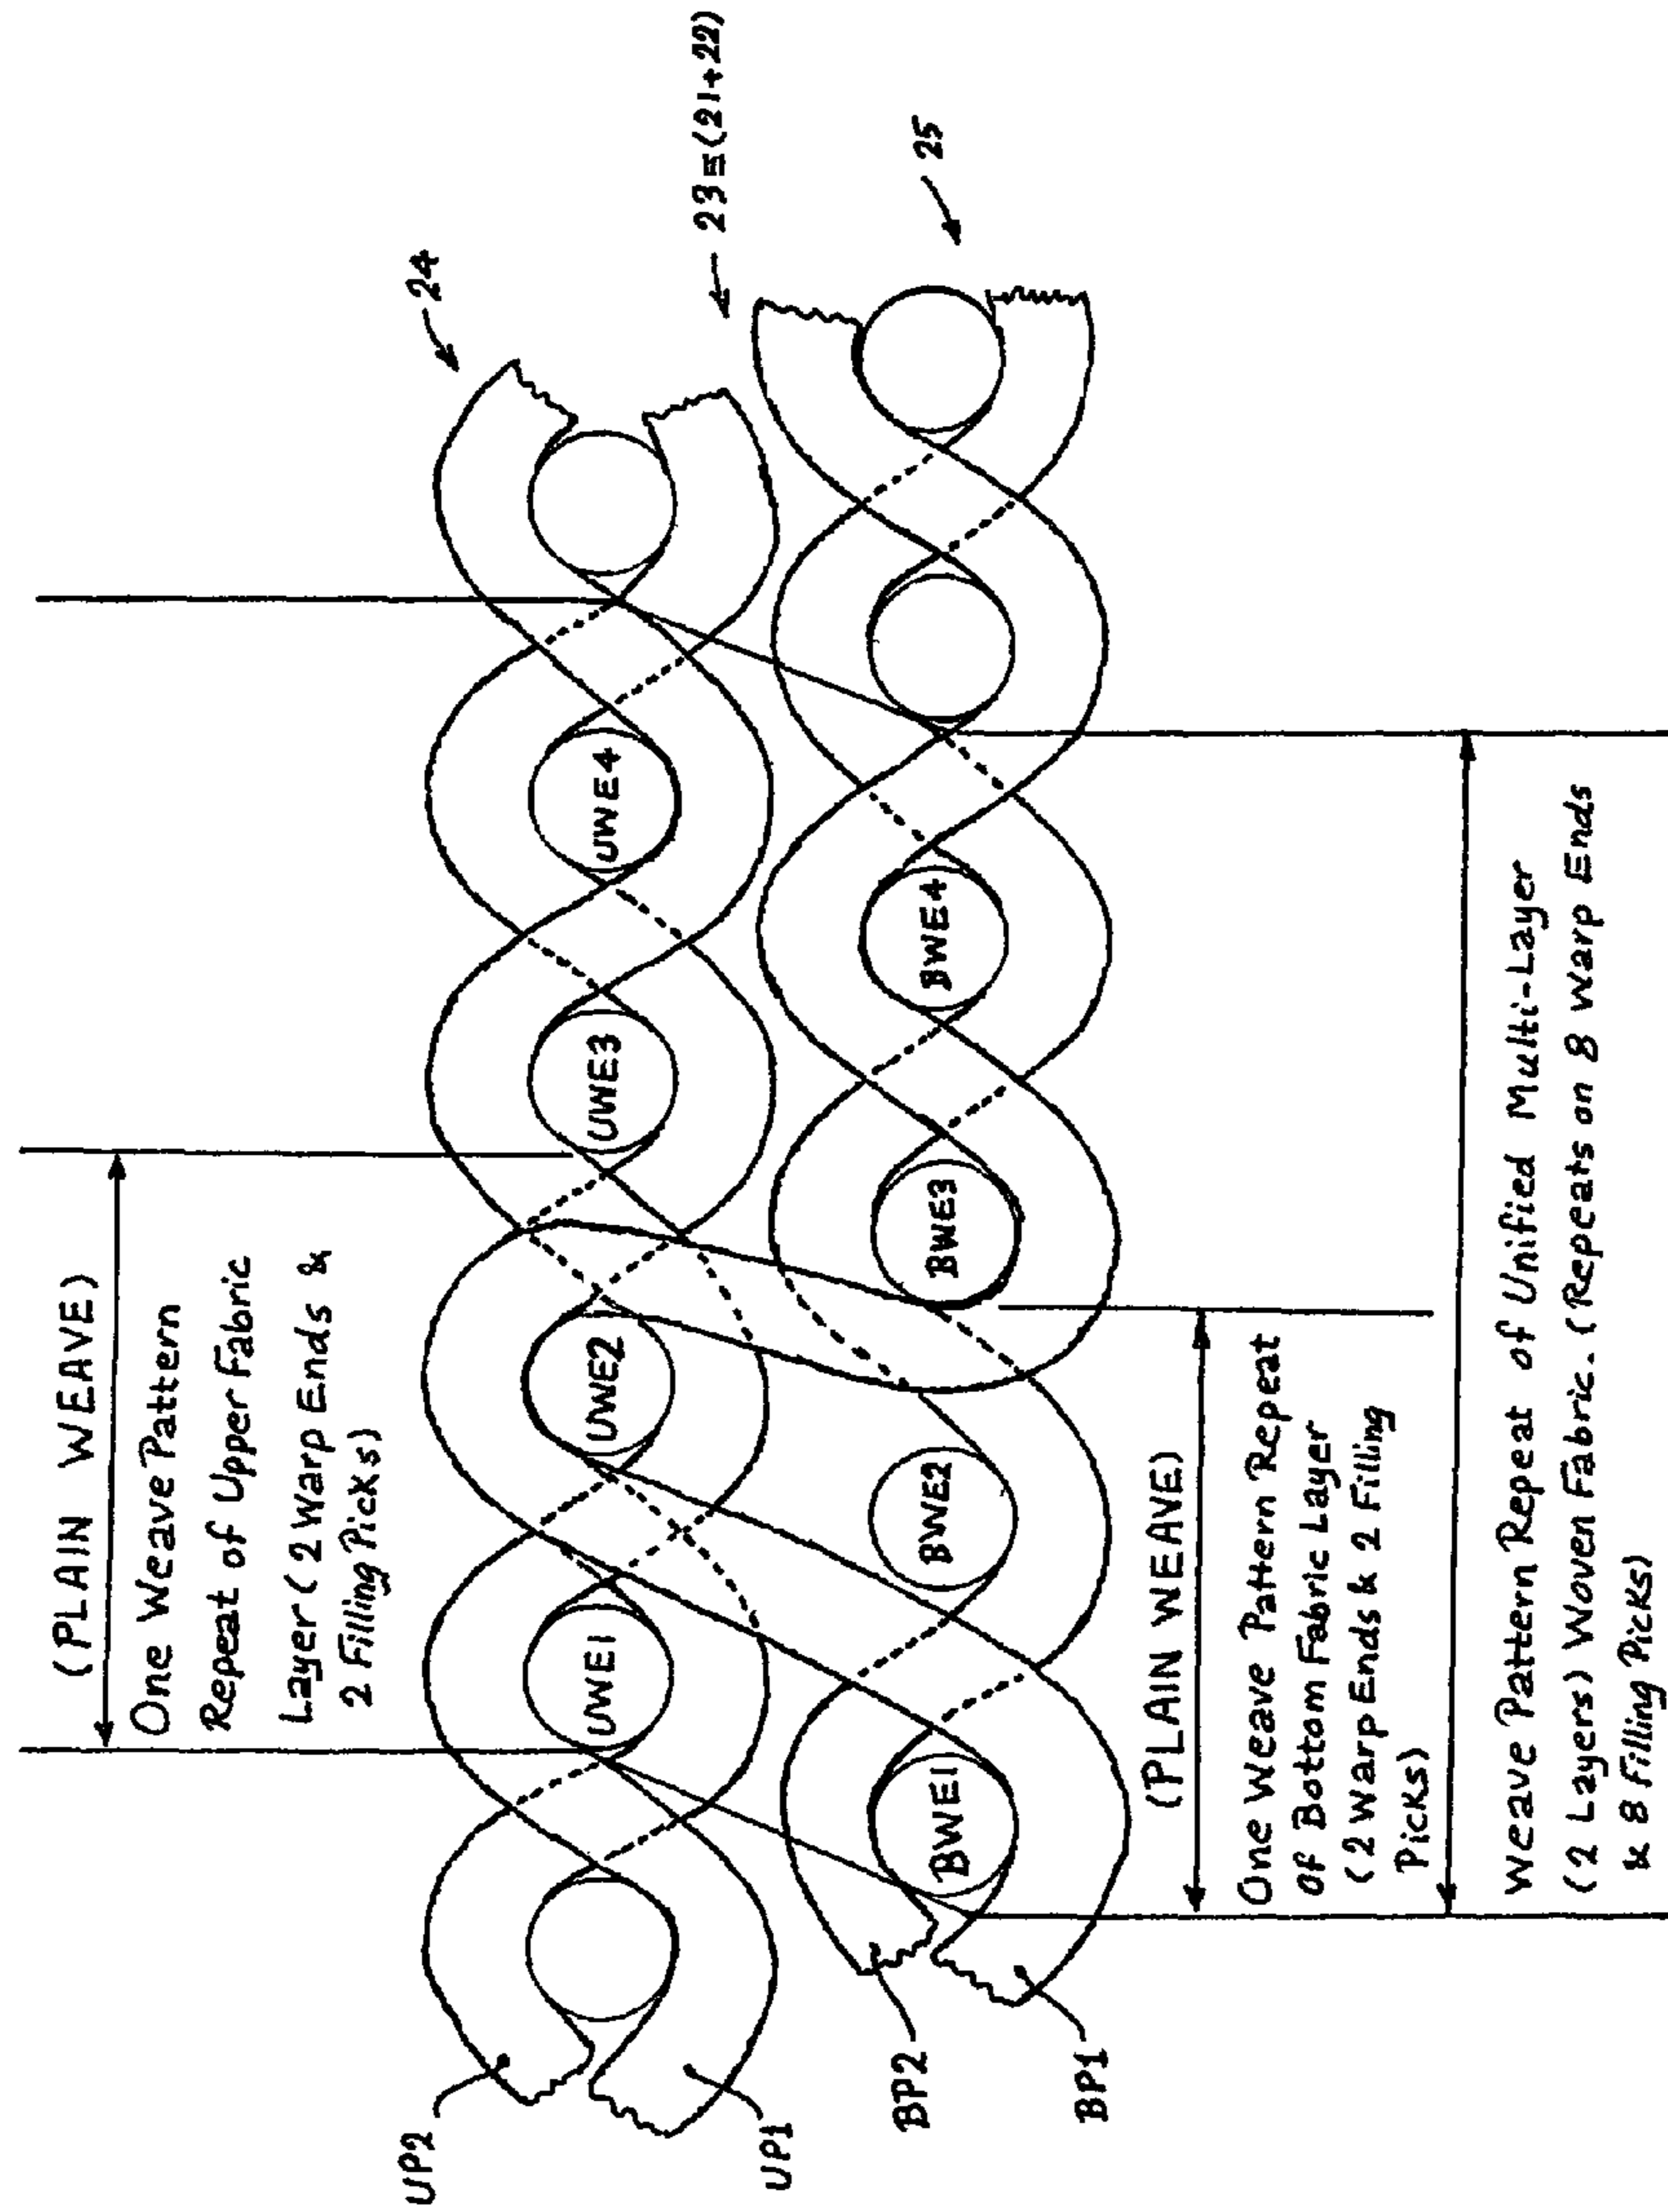 (PLAIN WEAVE)
One Weave Pattern
Repeat of Upper Fabric
Layer (2 Warp Ends &
2 Filling Picks)
24
23≡(21+22)
25
UP2
UP1
BP2
BP1
UWE1
UWE2
UWE3
UWE4
BWE1
BWE2
BWE3
BWE4
(PLAIN WEAVE)
One Weave Pattern Repeat
of Bottom Fabric Layer
(2 Warp Ends & 2 Filling
Picks)
Weave Pattern Repeat of Unified Multi-Layer
(2 Layers) Woven Fabric. (Repeats on 8 Warp Ends
& 8 Filling Picks)